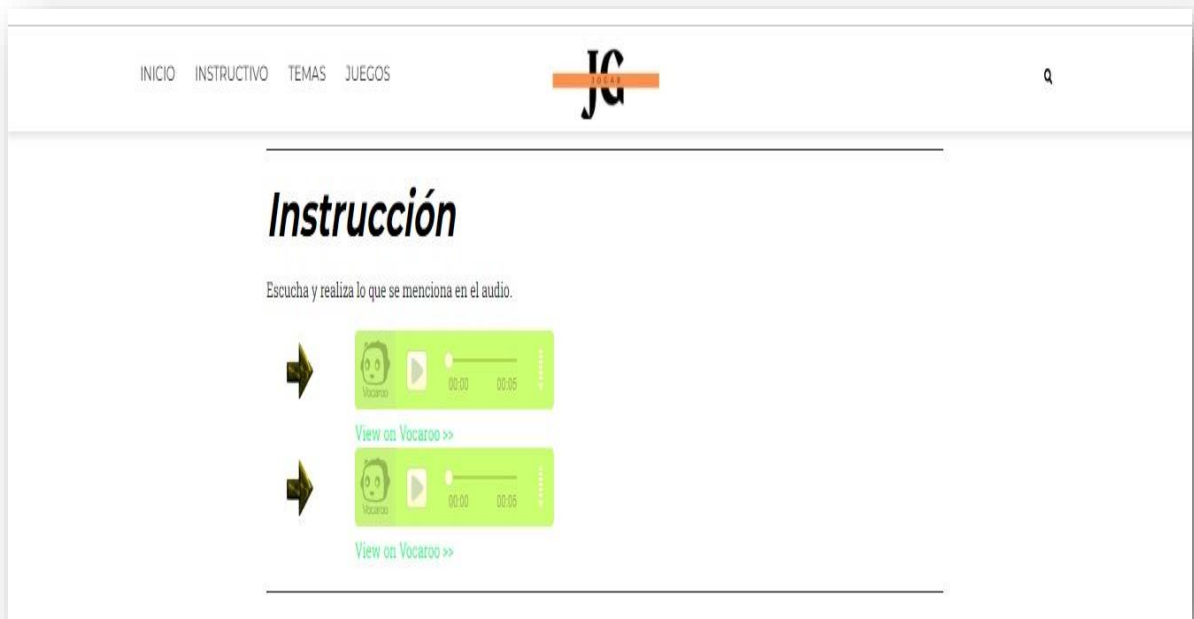 INICIO INSTRUCTIVO TEMAS JUEGOS
JG
JOGAB
Instrucción
Escucha y realiza lo que se menciona en el audio.
Vocaroo
00:00 00:05
View on Vocaroo >>
Vocaroo
00:00 00:05
View on Vocaroo >>